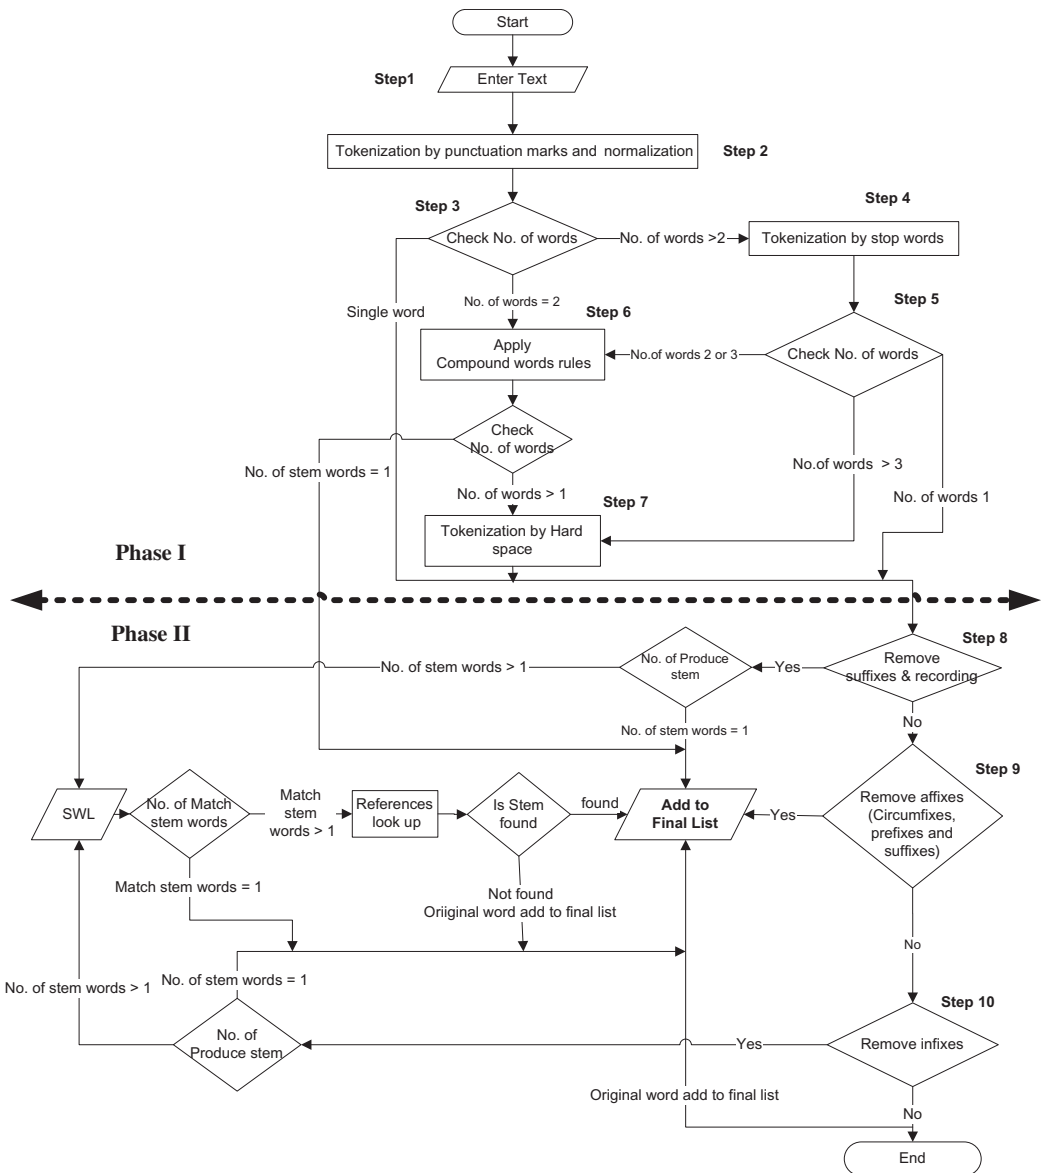 Start
Step1
Enter Text
Tokenization by punctuation marks and normalization
Step 2
Step 3
Check No. of words
No. of words >2
Step 4
Tokenization by stop words
Single word
No. of words = 2
Step 6
Step 5
Apply
Compound words rules
No.of words 2 or 3
Check No. of words
Check
No. of words
No. of stem words = 1
No.of words > 3
No. of words > 1
No. of words 1
Step 7
Tokenization by Hard
space
Phase I
Phase II
Step 8
No. of stem words > 1
No. of Produce
stem
Yes
Remove
suffixes & recording
No
No. of stem words = 1
Step 9
SWL
No. of Match
stem words
Match
stem
words > 1
References
look up
Is Stem
found
found
Add to
Final List
Yes
Remove affixes
(Circumfixes,
prefixes and
suffixes)
Match stem words = 1
Not found
Oriiginal word add to final list
No
No. of stem words > 1
No. of stem words = 1
Step 10
No. of
Produce stem
Yes
Remove infixes
Original word add to final list
No
End